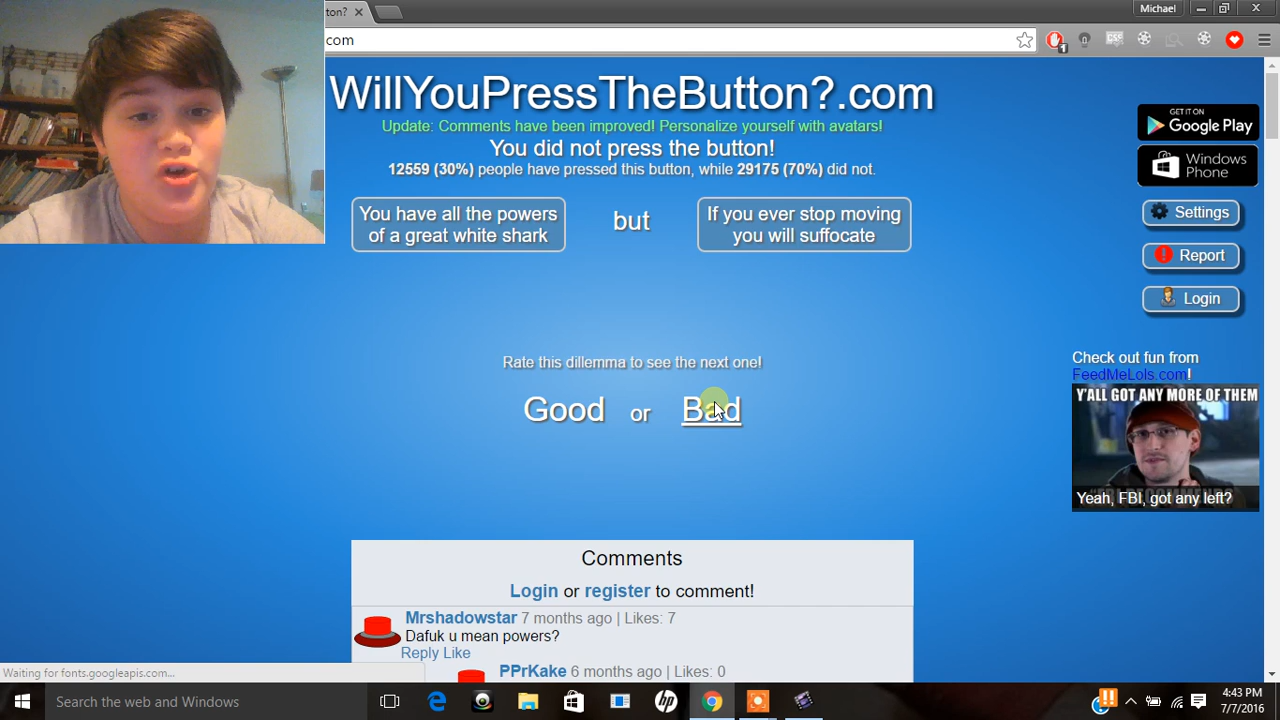 nton?
Michael
.com
1
CSF
WillYouPressTheButton?.com
Update: Comments have been improved! Personalize yourself with avatars!
You did not press the button!
12559 (30%) people have pressed this button, while 29175 (70%) did not.
You have all the powers
of a great white shark
but
If you ever stop moving
you will suffocate
GET IT ON
Google Play
Windows
Phone
Settings
Report
Login
Rate this dillemma to see the next one!
Good or Bad
Check out fun from
FeedMeLols.com!
Y'ALL GOT ANY MORE OF THEM
Yeah, FBI, got any left?
Comments
Login or register to comment!
Mrshadowstar 7 months ago | Likes: 7
Dafuk u mean powers?
Reply Like
PPrKake 6 months ago | Likes: 0
Waiting for fonts.googleapis.com...
Search the web and Windows
hp
4:43 PM
7/7/2016